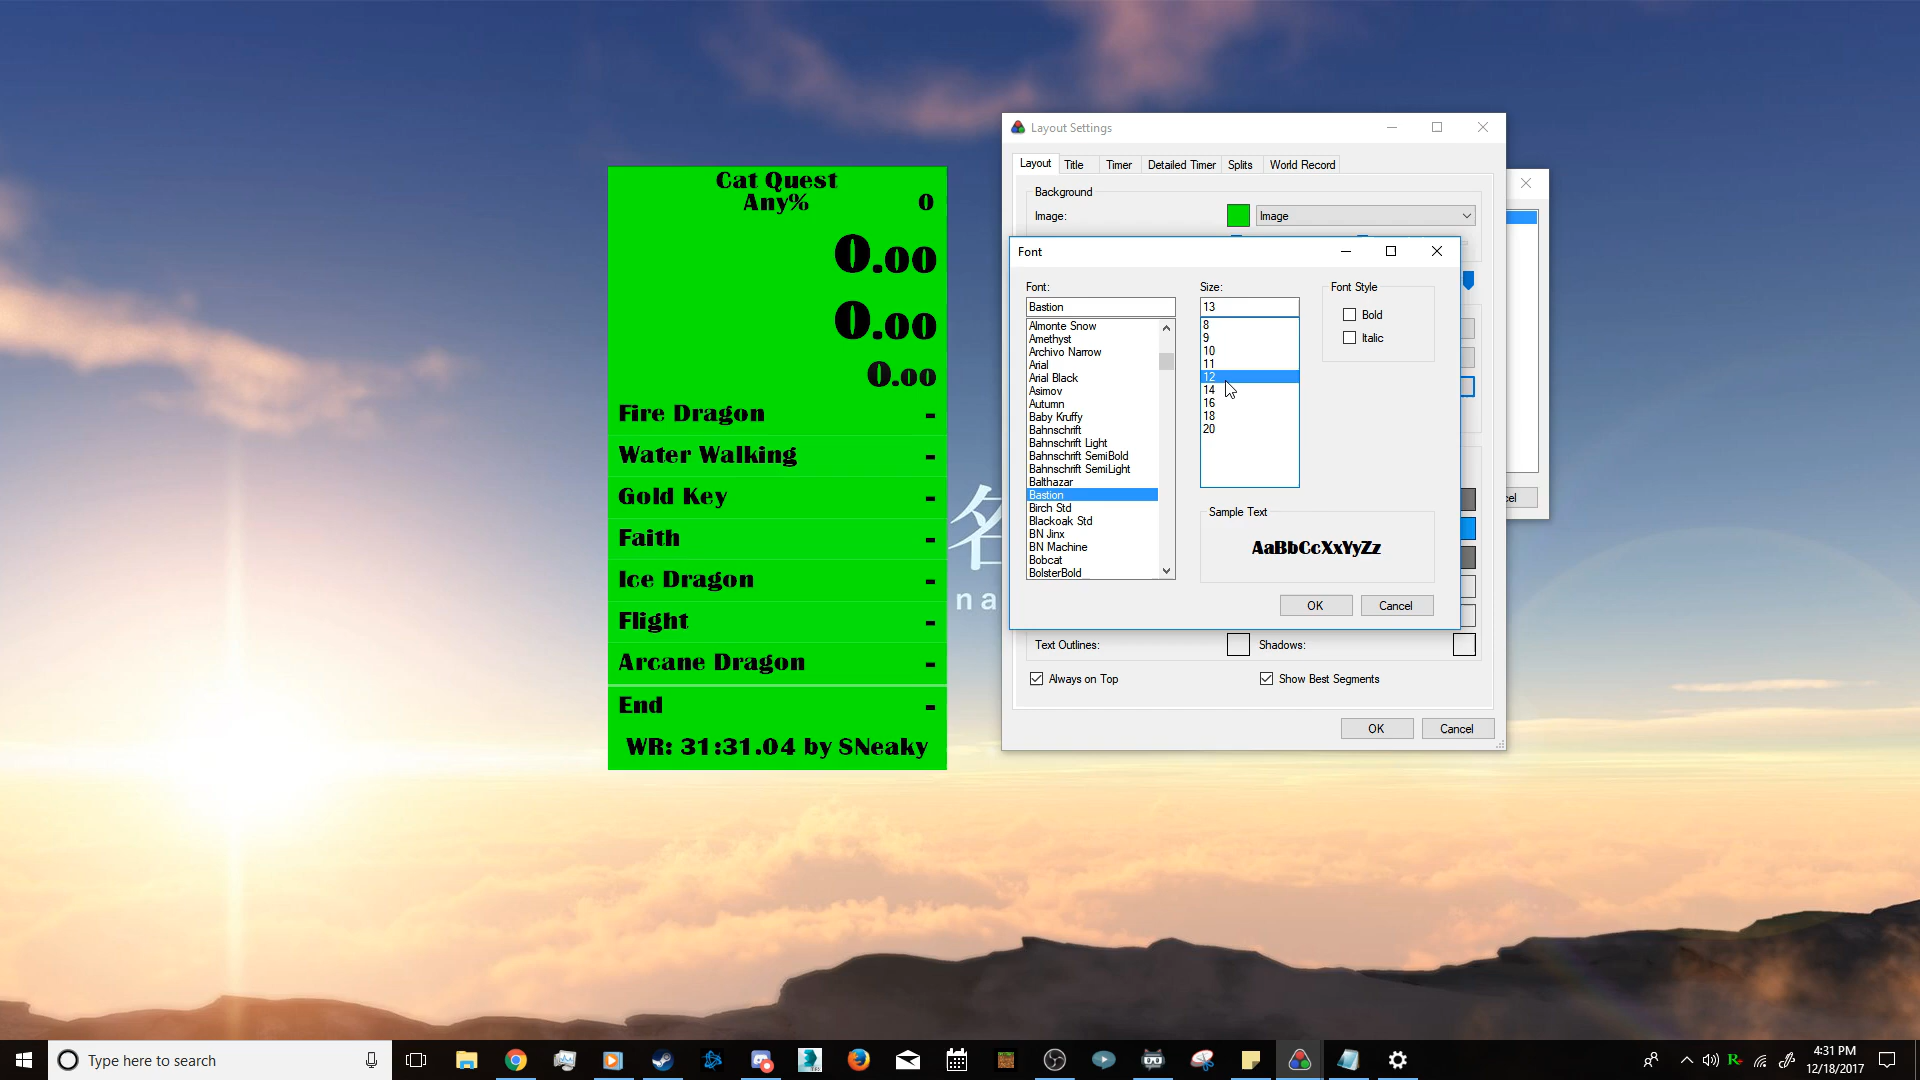 Cat Quest
Any% 0
0.00
0.00
0.00
Fire Dragon -
Water Walking -
Gold Key -
Faith -
Ice Dragon -
Flight -
Arcane Dragon -
End -
WR: 31:31.04 by SNeaky
名
na
Layout Settings
Layout Title Timer Detailed Timer Splits World Record
Background
Image: Image
Font
Font: Size: Font Style
Bastion 13
Bold
Italic
Almonte Snow
Amethyst
Archivo Narrow
Arial
Arial Black
Asimov
Autumn
Baby Kruffy
Bahnschrift
Bahnschrift Light
Bahnschrift SemiBold
Bahnschrift SemiLight
Balthazar
Bastion
Birch Std
Blackoak Std
BN Jinx
BN Machine
Bobcat
BolsterBold
8
9
10
11
12
14
16
18
20
Sample Text
AaBbCcXxYyZz
OK Cancel
cel
Text Outlines: Shadows:
Always on Top Show Best Segments
OK Cancel
Type here to search
4:31 PM
12/18/2017